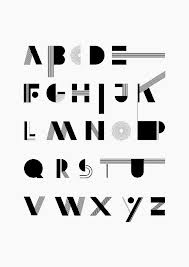 ABCDE
FGHIJK
LMNOP
QRSTU
VWXYZ